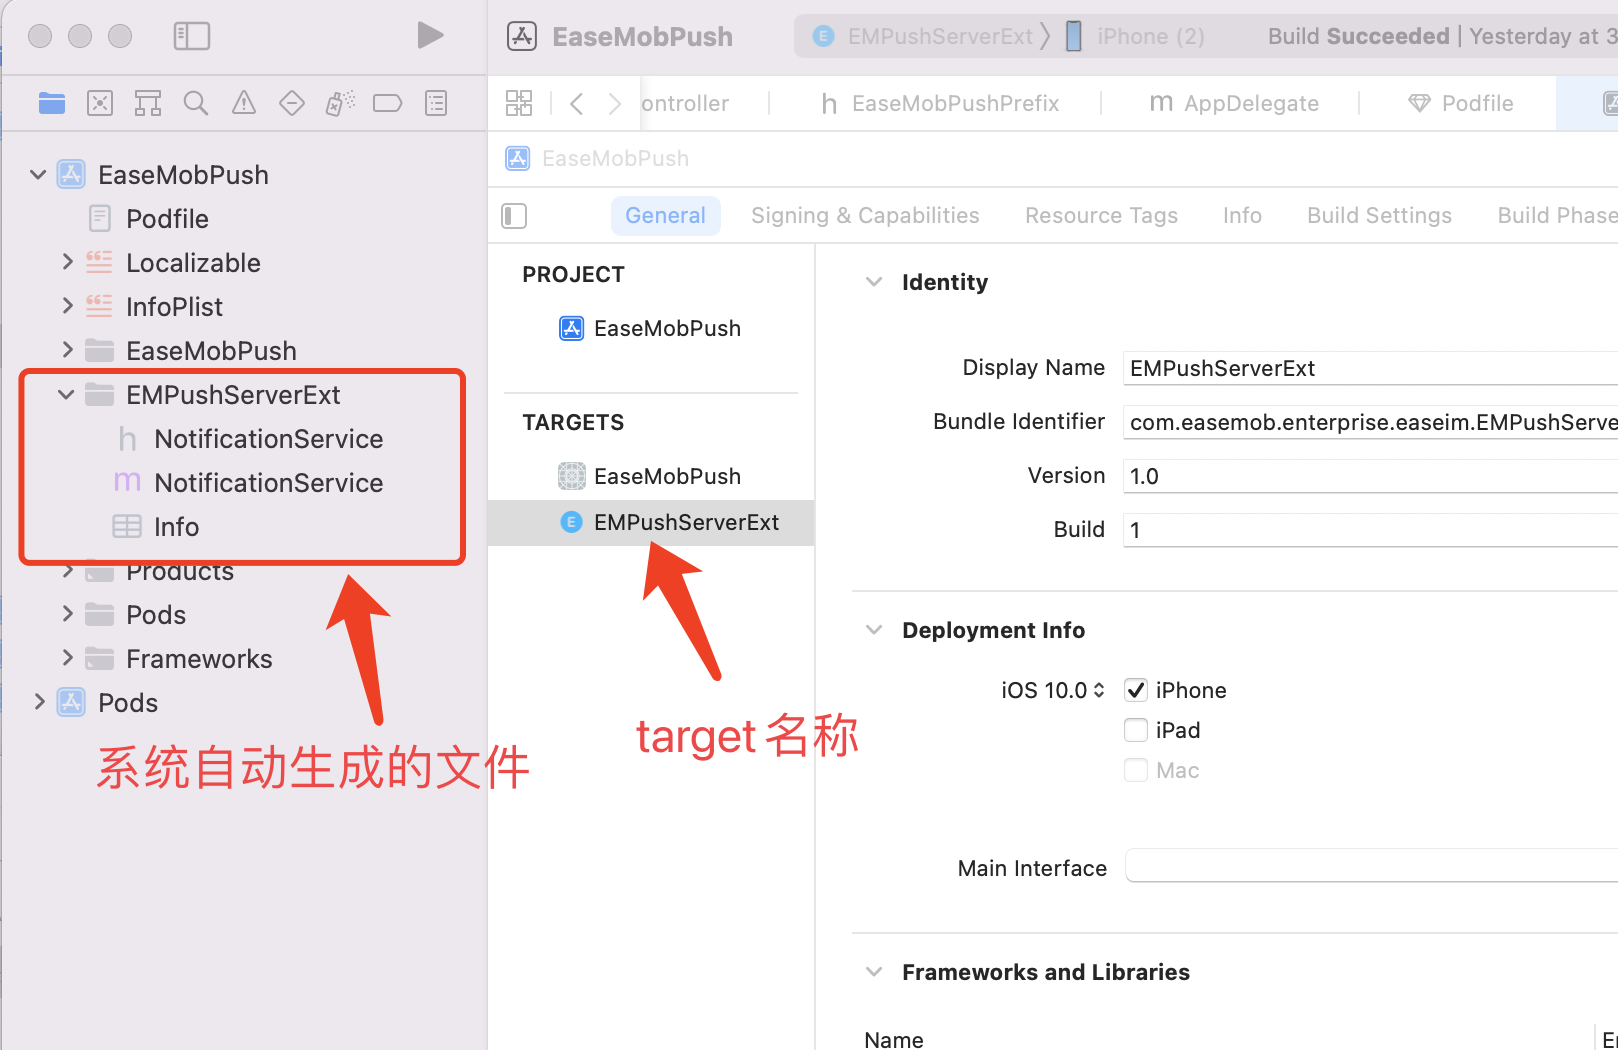 EaseMobPush
EMPushServerExt
iPhone (2)
Build Succeeded | Yesterday at 3
ontroller
h EaseMobPushPrefix
m AppDelegate
Podfile
EaseMobPush
General
Signing & Capabilities
Resource Tags
Info
Build Settings
Build Phase
EaseMobPush
Podfile
Localizable
InfoPlist
EaseMobPush
EMPushServerExt
h NotificationService
m NotificationService
Info
Products
Pods
Frameworks
Pods
系统自动生成的文件
PROJECT
EaseMobPush
TARGETS
EaseMobPush
E EMPushServerExt
target 名称
Identity
Display Name EMPushServerExt
Bundle Identifier com.easemob.enterprise.easeim.EMPushServe
Version 1.0
Build 1
Deployment Info
iOS 10.0 iPhone
iPad
Mac
Main Interface
Frameworks and Libraries
Name